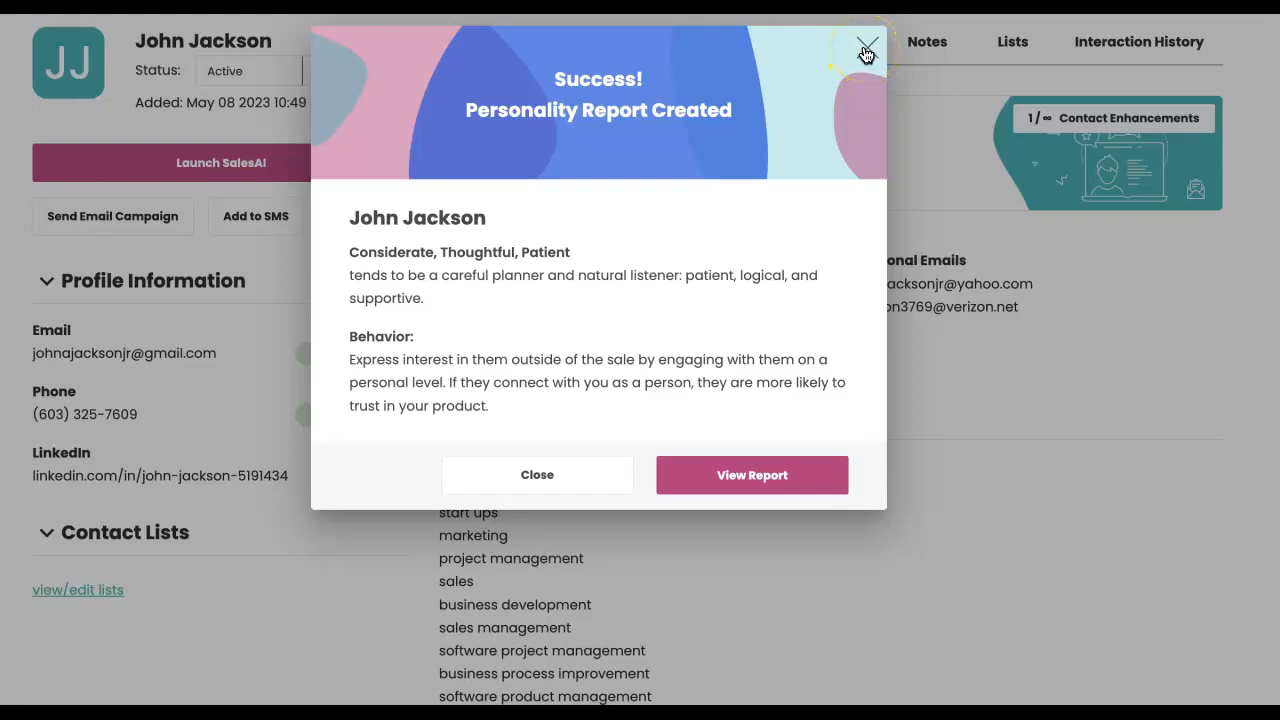 JJ
John Jackson
Status:
Active
Added: May 08 2023 10:49
Launch SalesAI
Send Email Campaign
Add to SMS
Profile Information
Email
johnajacksonjr@gmail.com
Phone
(603) 325-7609
LinkedIn
linkedin.com/in/john-jackson-5191434
Contact Lists
view/edit lists
Success!
Personality Report Created
John Jackson
Considerate, Thoughtful, Patient
tends to be a careful planner and natural listener: patient, logical, and
supportive.
Behavior:
Express interest in them outside of the sale by engaging with them on a
personal level. If they connect with you as a person, they are more likely to
trust in your product.
Close
View Report
start ups
marketing
project management
sales
business development
sales management
software project management
business process improvement
software product management
Notes
Lists
Interaction History
1 / ∞ Contact Enhancements
onal Emails
acksonjr@yahoo.com
on3769@verizon.net